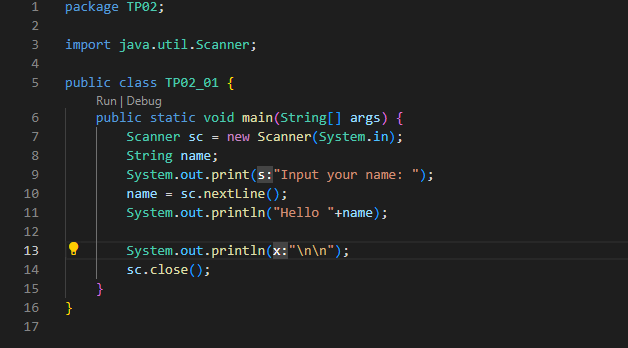 1 package TP02;
2
3 import java.util.Scanner;
4
5 public class TP02_01 {
Run | Debug
6 public static void main(String[] args) {
7 Scanner sc = new Scanner(System.in);
8 String name;
9 System.out.print(s:"Input your name: ");
10 name = sc.nextLine();
11 System.out.println("Hello "+name);
12
13 System.out.println(x:"\n\n");
14 sc.close();
15 }
16 }
17